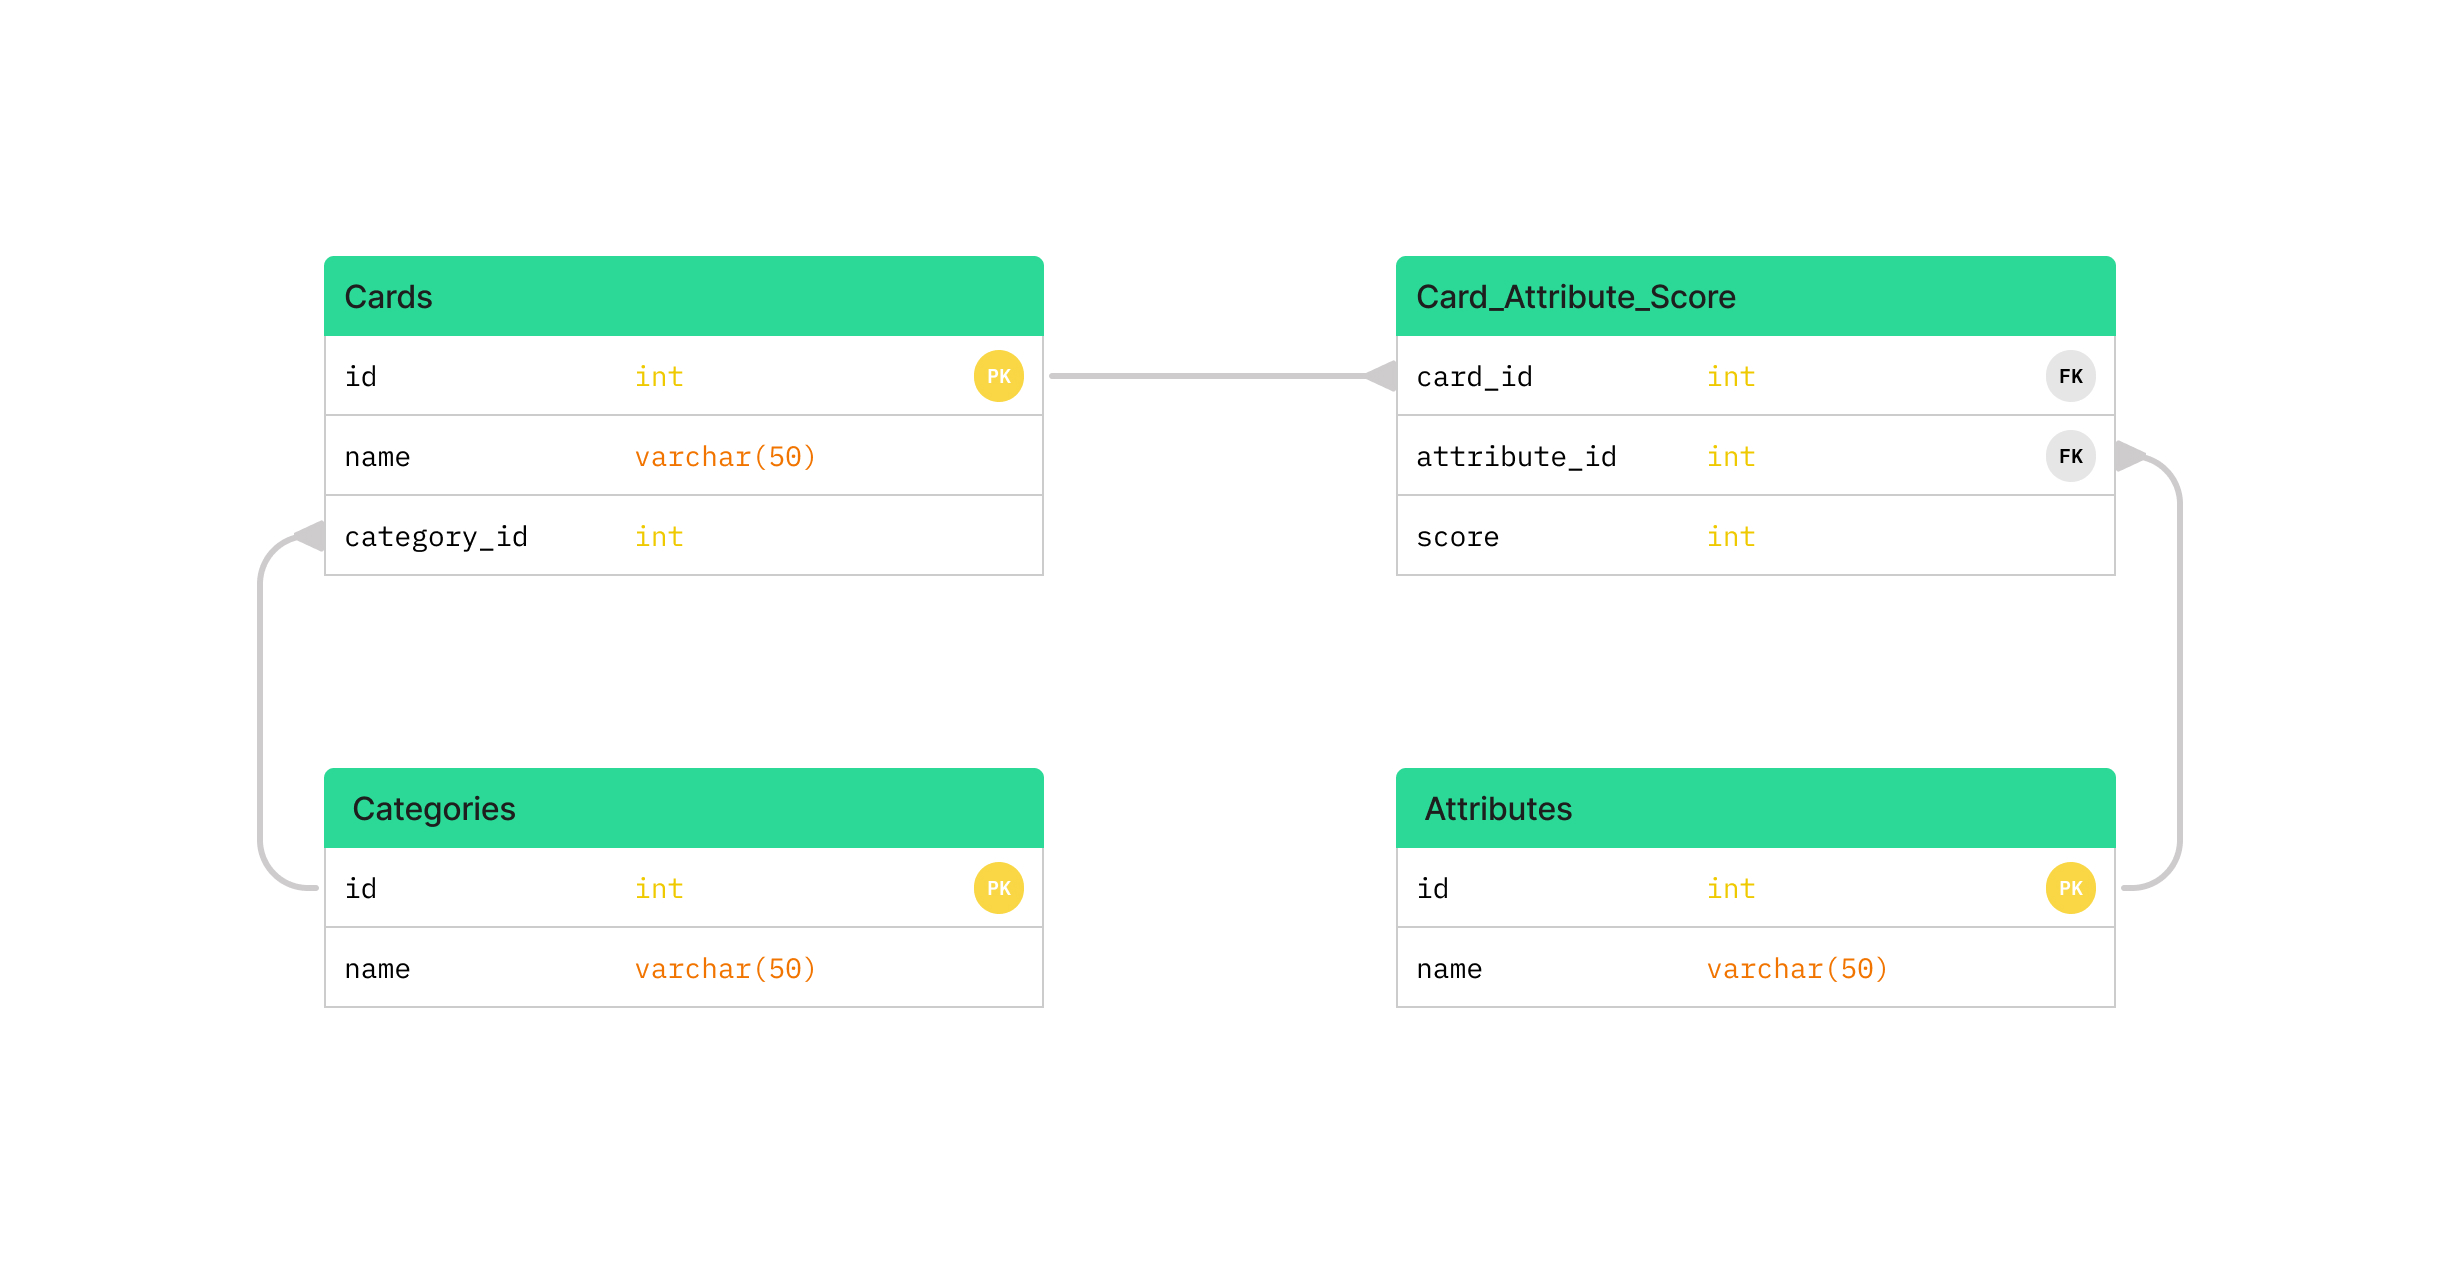 Cards
id int PK
name varchar(50)
category_id int
Card_Attribute_Score
card_id int FK
attribute_id int FK
score int
Categories
id int PK
name varchar(50)
Attributes
id int PK
name varchar(50)